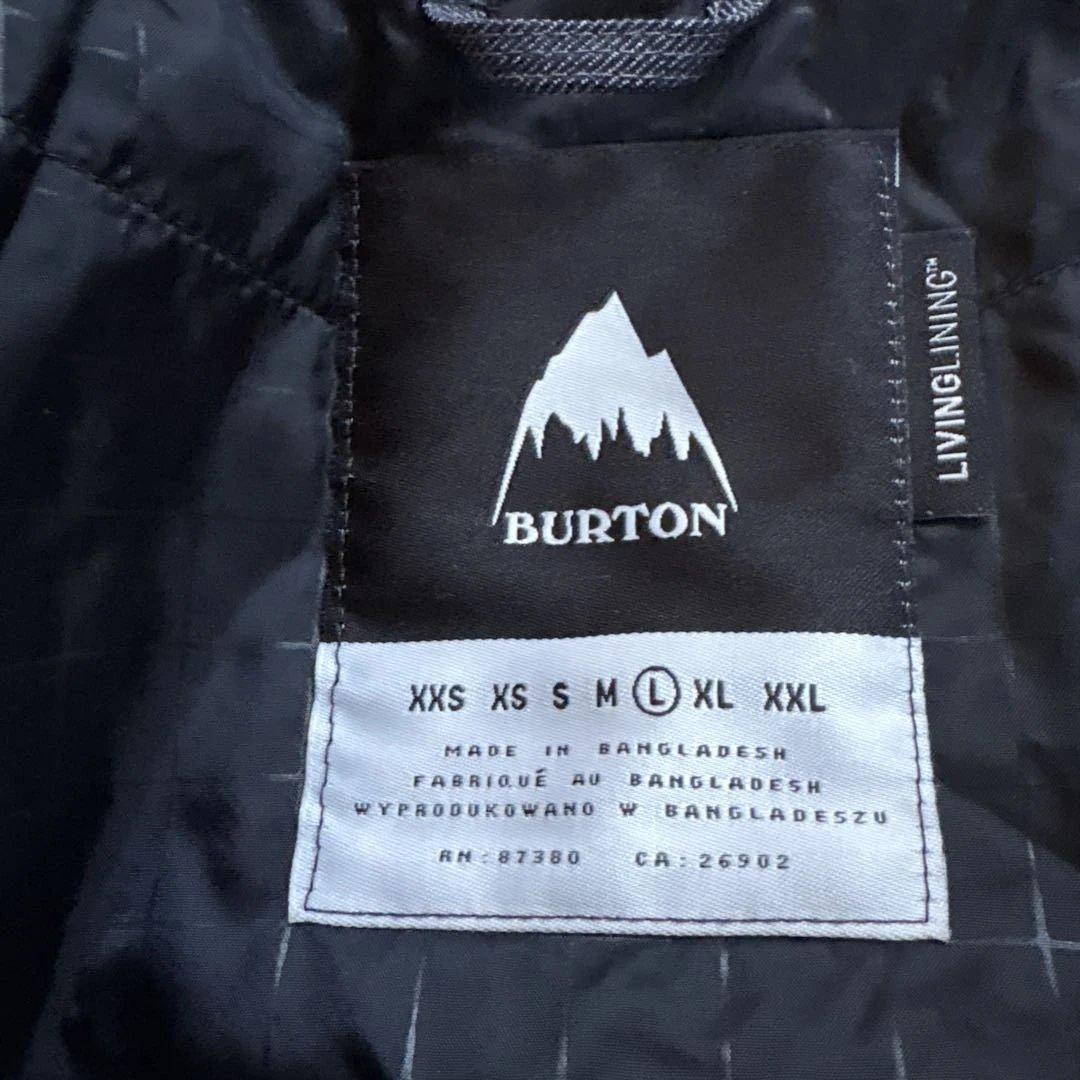 LIVINGLINING™
BURTON
XXS XS S M L XL XXL
MADE IN BANGLADESH
FABRIQUÉ AU BANGLADESH
WYPRODUKOWANO W BANGLADESZU
RN: 87380 CA: 26902